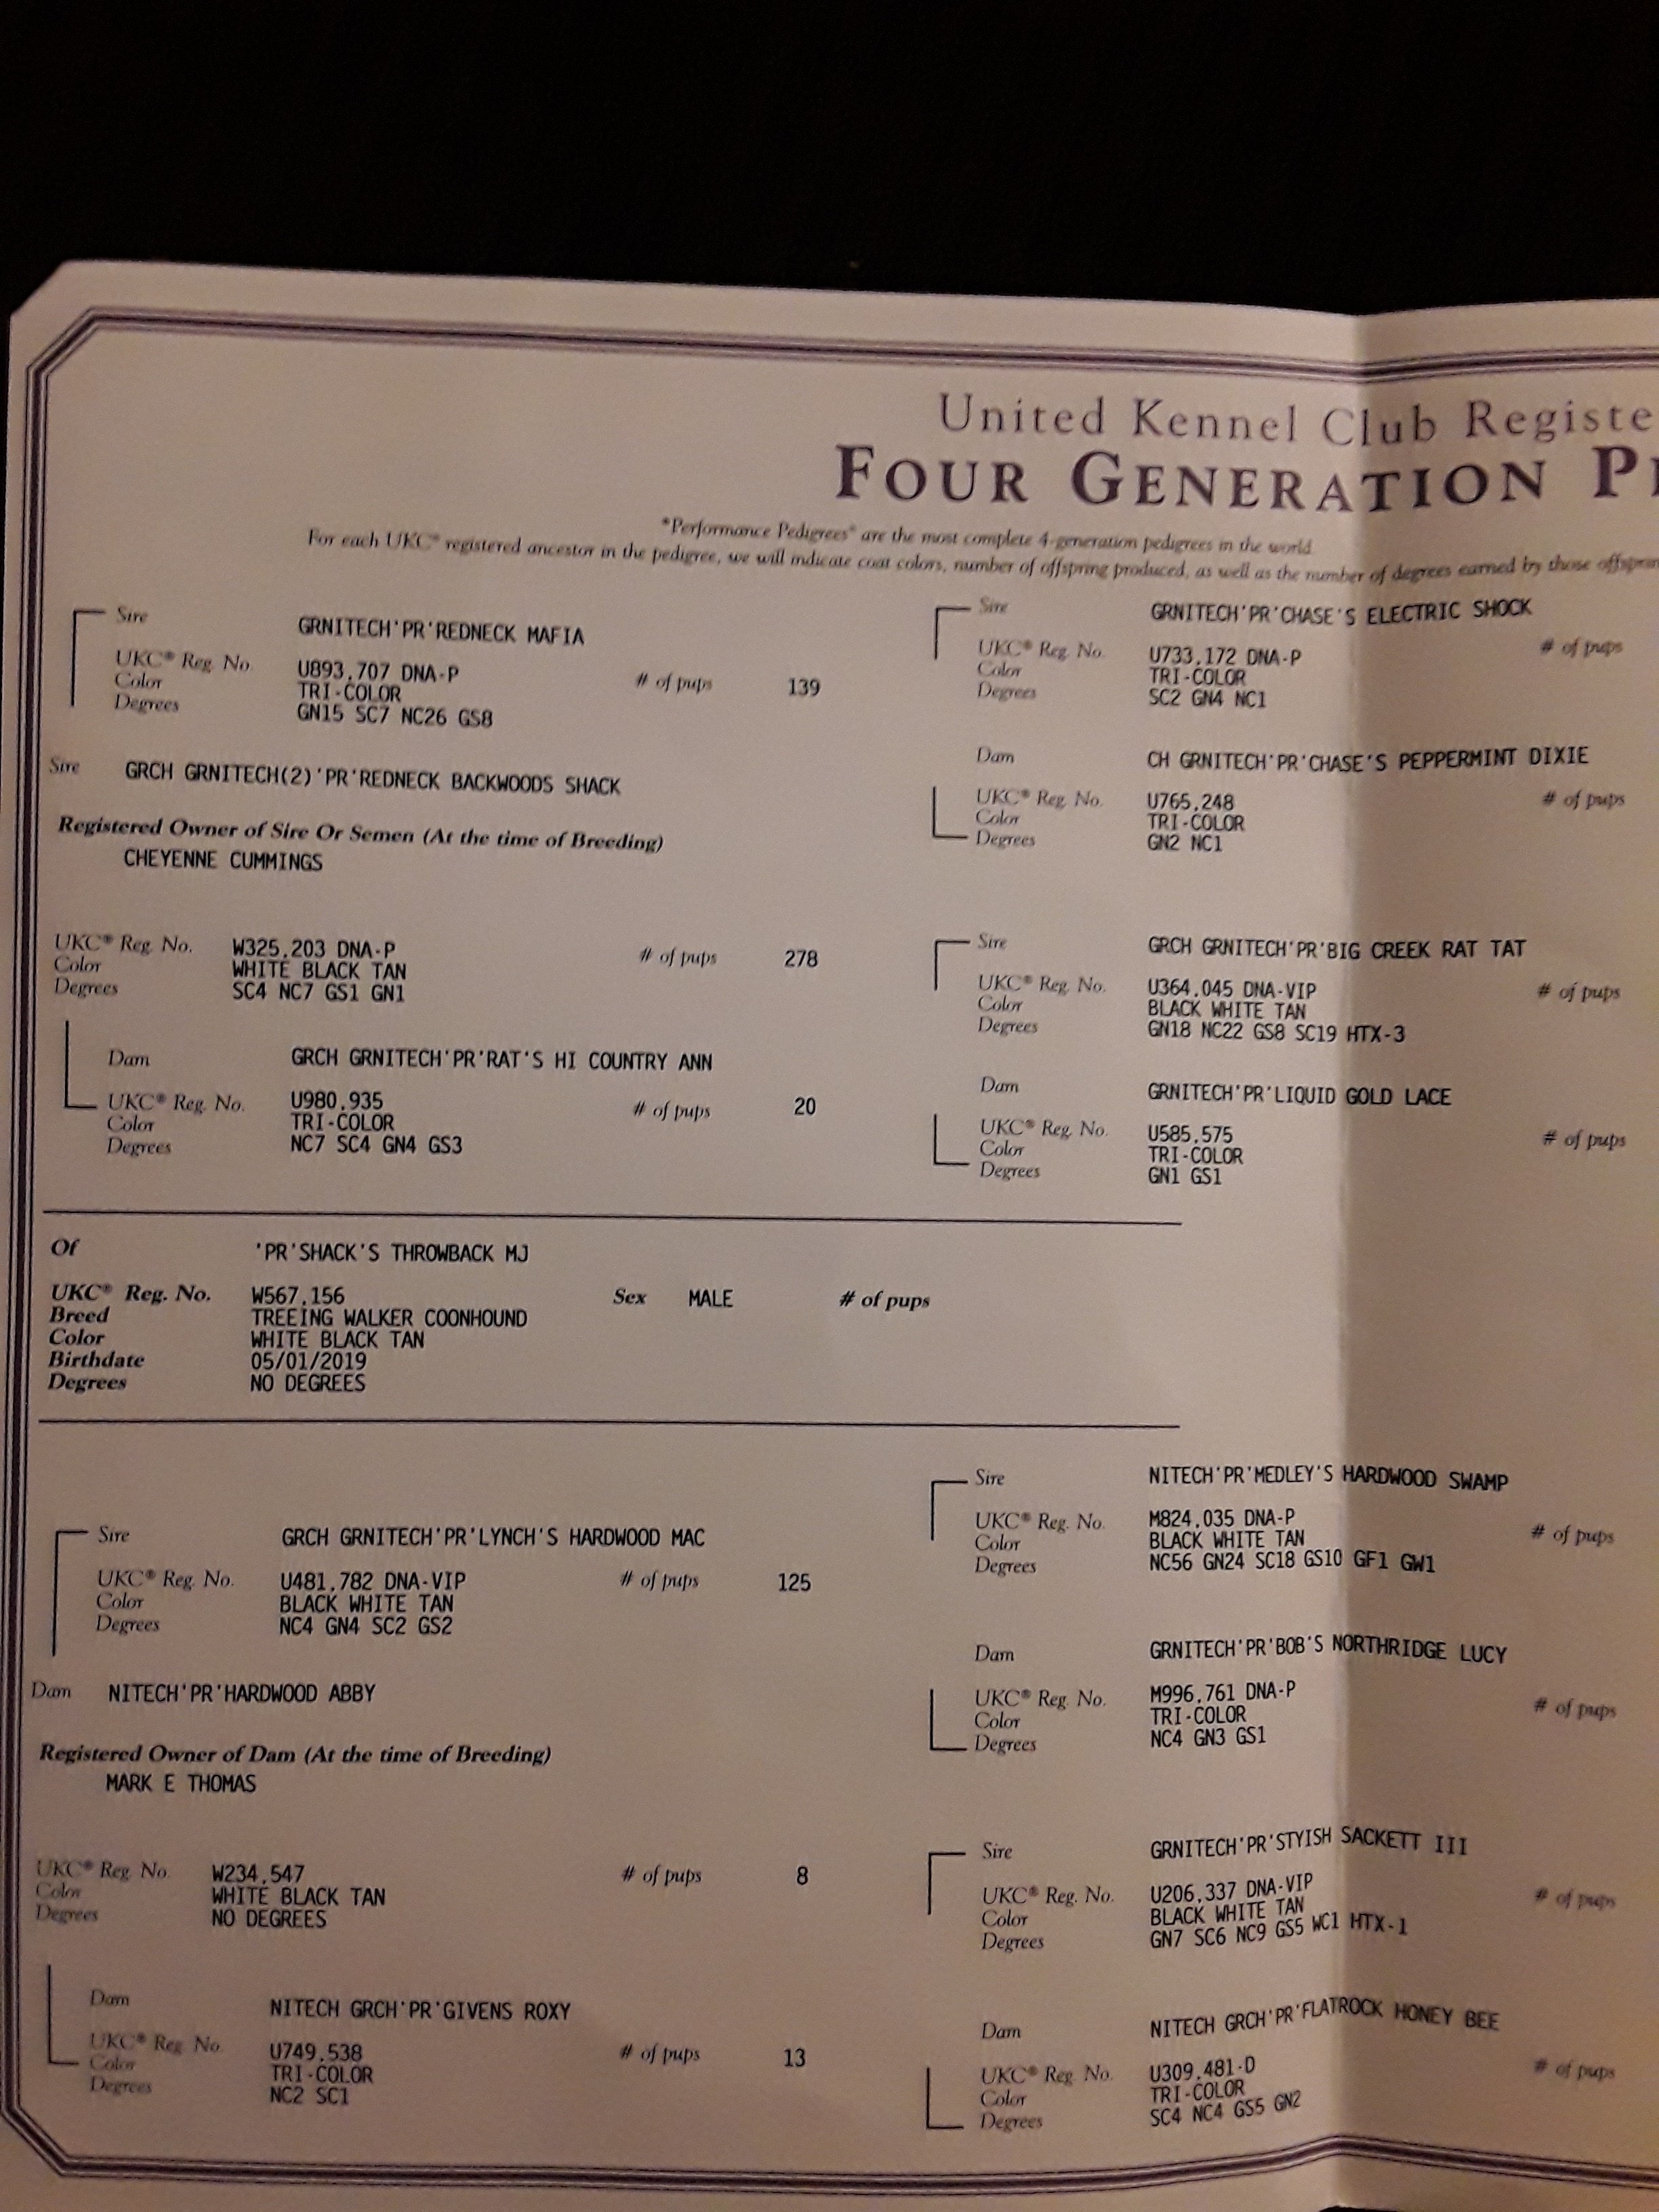 United Kennel Club Registe
FOUR GENERATION P
"Performance Pedigrees" are the most complete 4-generation pedigrees in the world.
For each UKC® registered ancestor in the pedigree, we will indicate coat colors, number of offspring produced, as well as the number of degrees earned by those offsprin
Sire GRNITECH'PR'REDNECK MAFIA
UKC® Reg. No. U893,707 DNA-P # of pups 139
Color TRI-COLOR
Degrees GN15 SC7 NC26 GS8
Sire GRCH GRNITECH(2)'PR'REDNECK BACKWOODS SHACK
Registered Owner of Sire Or Semen (At the time of Breeding)
CHEYENNE CUMMINGS
UKC® Reg. No. W325,203 DNA-P # of pups 278
Color WHITE BLACK TAN
Degrees SC4 NC7 GS1 GN1
Dam GRCH GRNITECH'PR'RAT'S HI COUNTRY ANN
UKC® Reg. No. U980,935 # of pups 20
Color TRI-COLOR
Degrees NC7 SC4 GN4 GS3
Sire GRNITECH'PR'CHASE'S ELECTRIC SHOCK
UKC® Reg. No. U733,172 DNA-P # of pups
Color TRI-COLOR
Degrees SC2 GN4 NC1
Dam CH GRNITECH'PR'CHASE'S PEPPERMINT DIXIE
UKC® Reg. No. U765,248 # of pups
Color TRI-COLOR
Degrees GN2 NC1
Sire GRCH GRNITECH'PR'BIG CREEK RAT TAT
UKC® Reg. No. U364,045 DNA-VIP # of pups
Color BLACK WHITE TAN
Degrees GN18 NC22 GS8 SC19 HTX-3
Dam GRNITECH'PR'LIQUID GOLD LACE
UKC® Reg. No. U585,575 # of pups
Color TRI-COLOR
Degrees GN1 GS1
Of 'PR'SHACK'S THROWBACK MJ
UKC® Reg. No. W567,156 Sex MALE # of pups
Breed TREEING WALKER COONHOUND
Color WHITE BLACK TAN
Birthdate 05/01/2019
Degrees NO DEGREES
Sire GRCH GRNITECH'PR'LYNCH'S HARDWOOD MAC
UKC® Reg. No. U481,782 DNA-VIP # of pups 125
Color BLACK WHITE TAN
Degrees NC4 GN4 SC2 GS2
Dam NITECH'PR'HARDWOOD ABBY
Registered Owner of Dam (At the time of Breeding)
MARK E THOMAS
UKC® Reg. No. W234,547 # of pups 8
Color WHITE BLACK TAN
Degrees NO DEGREES
Dam NITECH GRCH'PR'GIVENS ROXY
UKC® Reg. No. U749,538 # of pups 13
Color TRI-COLOR
Degrees NC2 SC1
Sire NITECH'PR'MEDLEY'S HARDWOOD SWAMP
UKC® Reg. No. M824,035 DNA-P # of pups
Color BLACK WHITE TAN
Degrees NC56 GN24 SC18 GS10 GF1 GW1
Dam GRNITECH'PR'BOB'S NORTHRIDGE LUCY
UKC® Reg. No. M996,761 DNA-P # of pups
Color TRI-COLOR
Degrees NC4 GN3 GS1
Sire GRNITECH'PR'STYISH SACKETT III
UKC® Reg. No. U206,337 DNA-VIP # of pups
Color BLACK WHITE TAN
Degrees GN7 SC6 NC9 GS5 WC1 HTX-1
Dam NITECH GRCH'PR'FLATROCK HONEY BEE
UKC® Reg. No. U309,481-D # of pups
Color TRI-COLOR
Degrees SC4 NC4 GS5 GN2